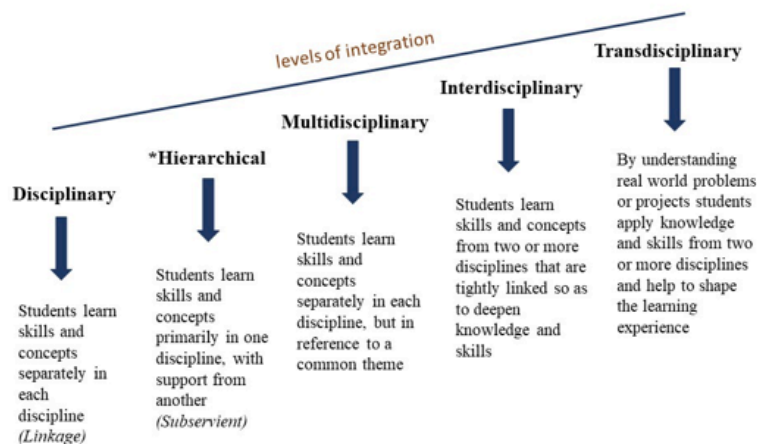 levels of integration
Disciplinary
Students learn
skills and
concepts
separately in
each
discipline
(Linkage)
*Hierarchical
Students learn
skills and
concepts
primarily in one
discipline, with
support from
another
(Subservient)
Multidisciplinary
Students learn
skills and
concepts
separately in each
discipline, but in
reference to a
common theme
Interdisciplinary
Students learn
skills and concepts
from two or more
disciplines that are
tightly linked so as
to deepen
knowledge and
skills
Transdisciplinary
By understanding
real world problems
or projects students
apply knowledge
and skills from two
or more disciplines
and help to shape
the learning
experience